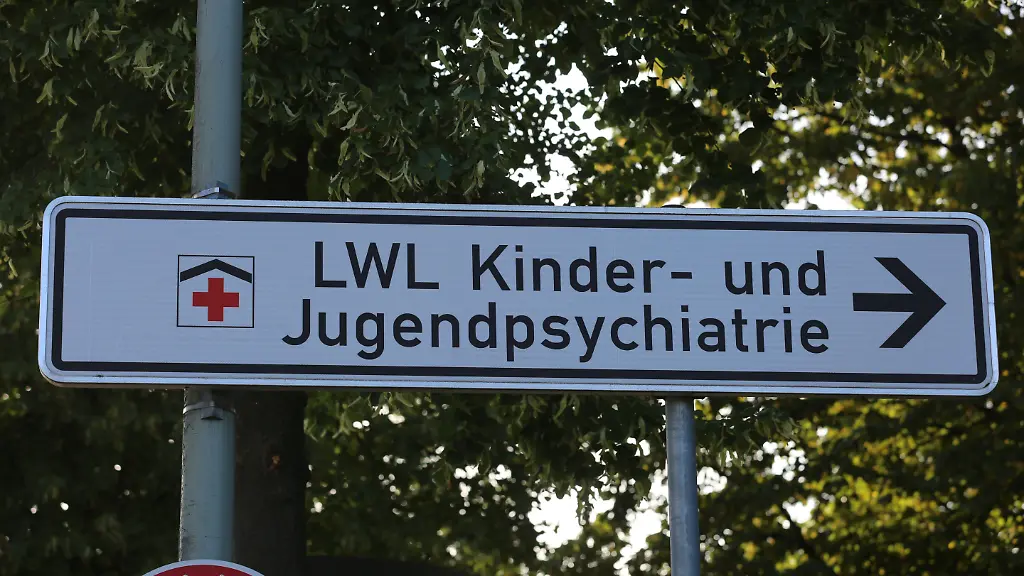 LWL Kinder- und
Jugendpsychiatrie